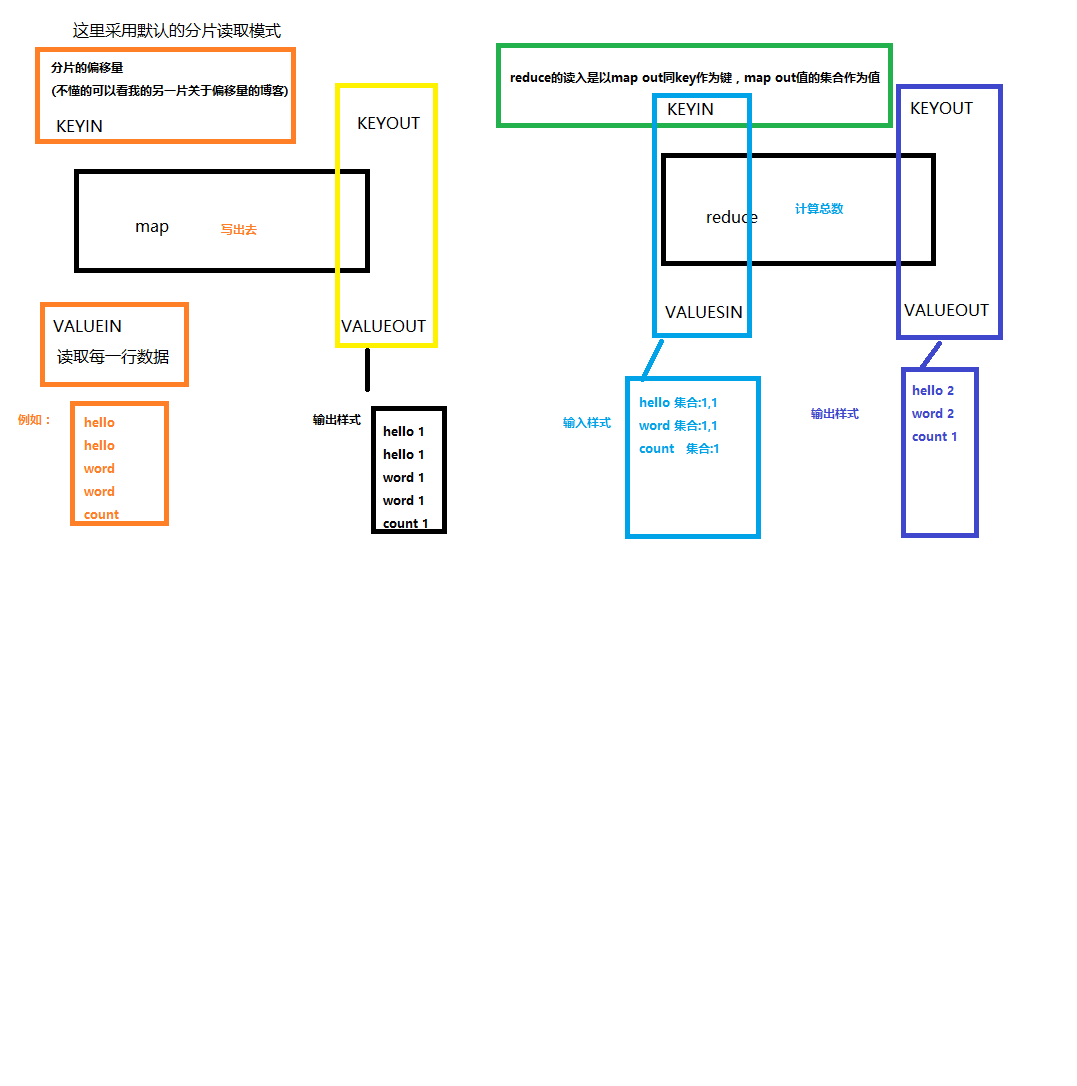 这里采用默认的分片读取模式
分片的偏移量
(不懂的可以看我的另一片关于偏移量的博客)
KEYIN
KEYOUT
map
写出去
VALUEIN
读取每一行数据
VALUEOUT
例如：
hello
hello
word
word
count
输出样式
hello 1
hello 1
word 1
word 1
count 1
reduce的读入是以map out同key作为键，map out值的集合作为值
KEYIN
KEYOUT
reduce
计算总数
VALUESIN
VALUEOUT
输入样式
hello 集合:1,1
word 集合:1,1
count 集合:1
输出样式
hello 2
word 2
count 1